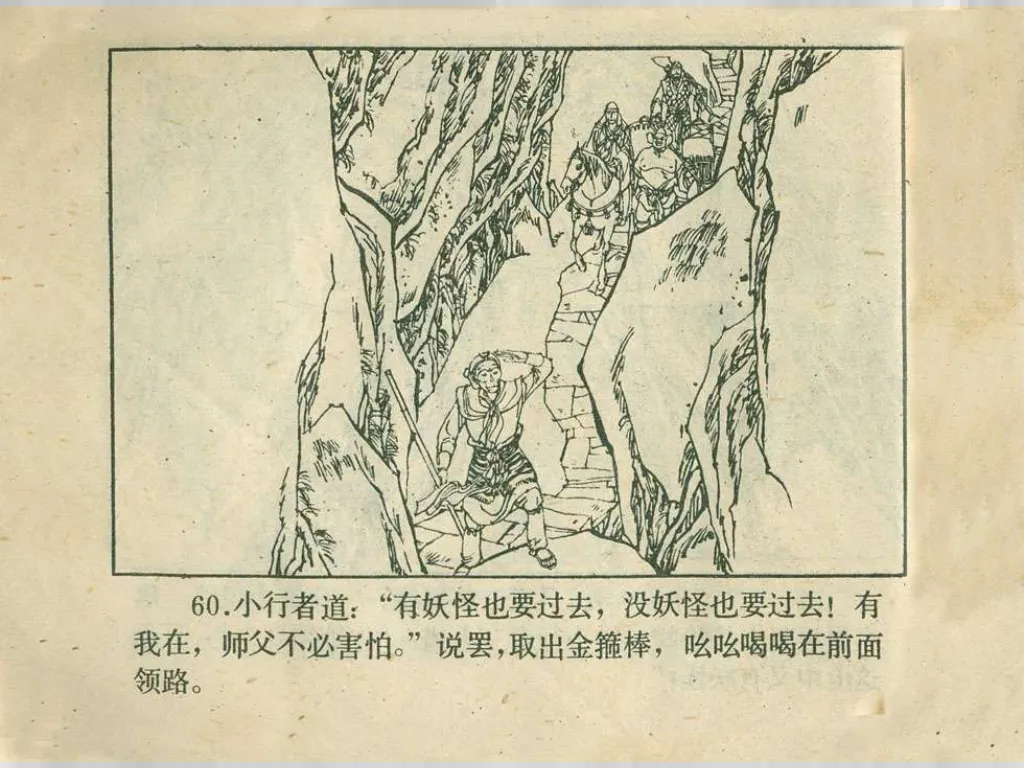 60.小行者道：“有妖怪也要过去，没妖怪也要过去！有
我在，师父不必害怕。”说罢，取出金箍棒，吆吆喝喝在前面
领路。